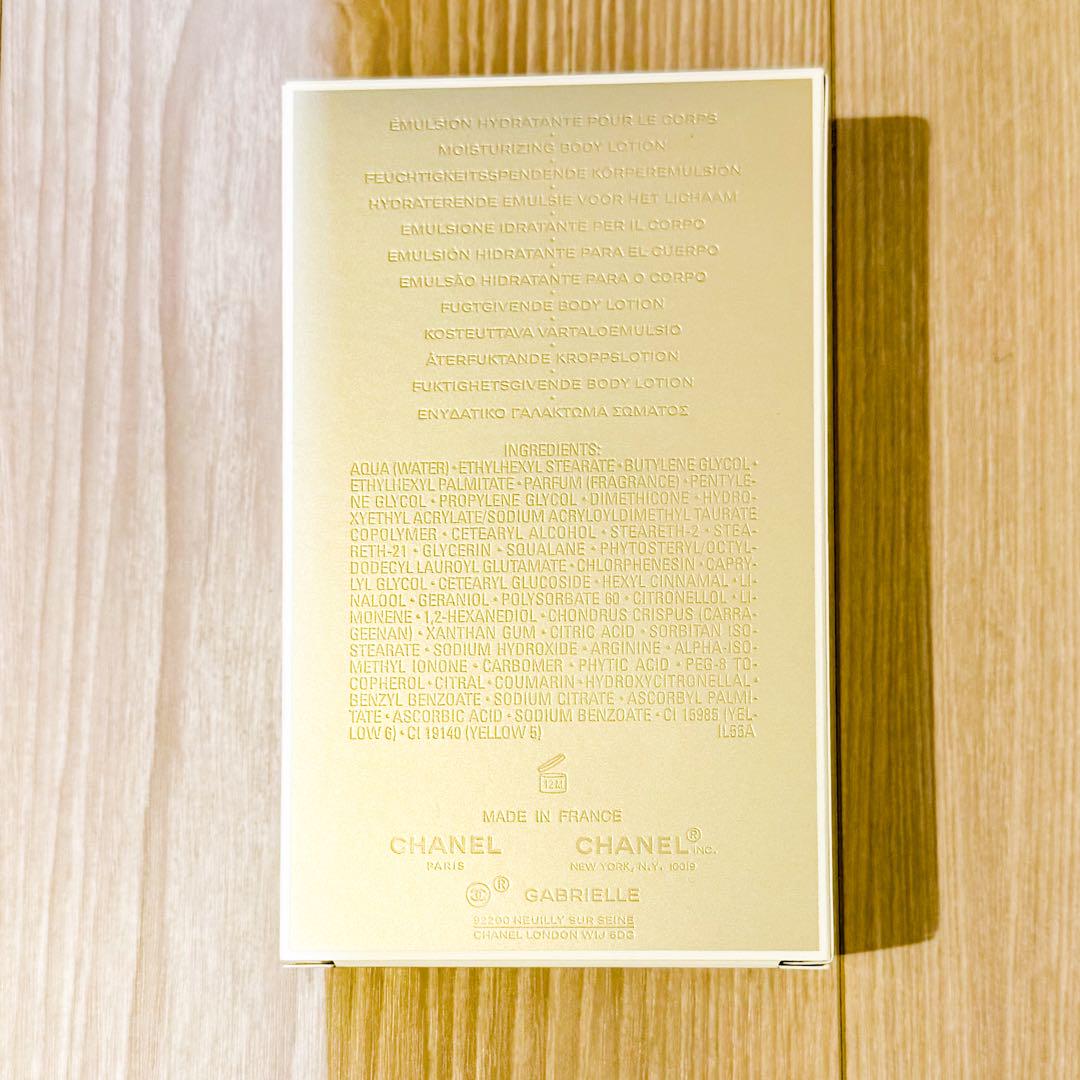 ÉMULSION HYDRATANTE POUR LE CORPS
MOISTURIZING BODY LOTION
FEUCHTIGKEITSSPENDENDE KÖRPEREMULSION
HYDRATERENDE EMULSIE VOOR HET LICHAAM
EMULSIONE IDRATANTE PER IL CORPO
EMULSIÓN HIDRATANTE PARA EL CUERPO
EMULSÃO HIDRATANTE PARA O CORPO
FUGTGIVENDE BODY LOTION
KOSTEUTTAVA VARTALOEMULSIO
ÅTERFUKTANDE KROPPSLOTION
FUKTIGHETSGIVENDE BODY LOTION
ΕΝΥΔΑΤΙΚΟ ΓΑΛΑΚΤΩΜΑ ΣΩΜΑΤΟΣ
INGREDIENTS:
AQUA (WATER) • ETHYLHEXYL STEARATE • BUTYLENE GLYCOL •
ETHYLHEXYL PALMITATE • PARFUM (FRAGRANCE) • PENTYLE-
NE GLYCOL • PROPYLENE GLYCOL • DIMETHICONE • HYDRO-
XYETHYL ACRYLATE/SODIUM ACRYLOYLDIMETHYL TAURATE
COPOLYMER • CETEARYL ALCOHOL • STEARETH-2 • STEA-
RETH-21 • GLYCERIN • SQUALANE • PHYTOSTERYL/OCTYL-
DODECYL LAUROYL GLUTAMATE • CHLORPHENESIN • CAPRY-
LYL GLYCOL • CETEARYL GLUCOSIDE • HEXYL CINNAMAL • LI-
NALOOL • GERANIOL • POLYSORBATE 60 • CITRONELLOL • LI-
MONENE • 1,2-HEXANEDIOL • CHONDRUS CRISPUS (CARRA-
GEENAN) • XANTHAN GUM • CITRIC ACID • SORBITAN ISO-
STEARATE • SODIUM HYDROXIDE • ARGININE • ALPHA-ISO-
METHYL IONONE • CARBOMER • PHYTIC ACID • PEG-8 TO-
COPHEROL • CITRAL • COUMARIN • HYDROXYCITRONELLAL •
BENZYL BENZOATE • SODIUM CITRATE • ASCORBYL PALMI-
TATE • ASCORBIC ACID • SODIUM BENZOATE • CI 15985 (YEL-
LOW 6) • CI 19140 (YELLOW 5) IL55A
12M
MADE IN FRANCE
CHANEL CHANEL® INC.
PARIS NEW YORK, N.Y. 10019
® GABRIELLE
92200 NEUILLY SUR SEINE
CHANEL LONDON W1J 6DG